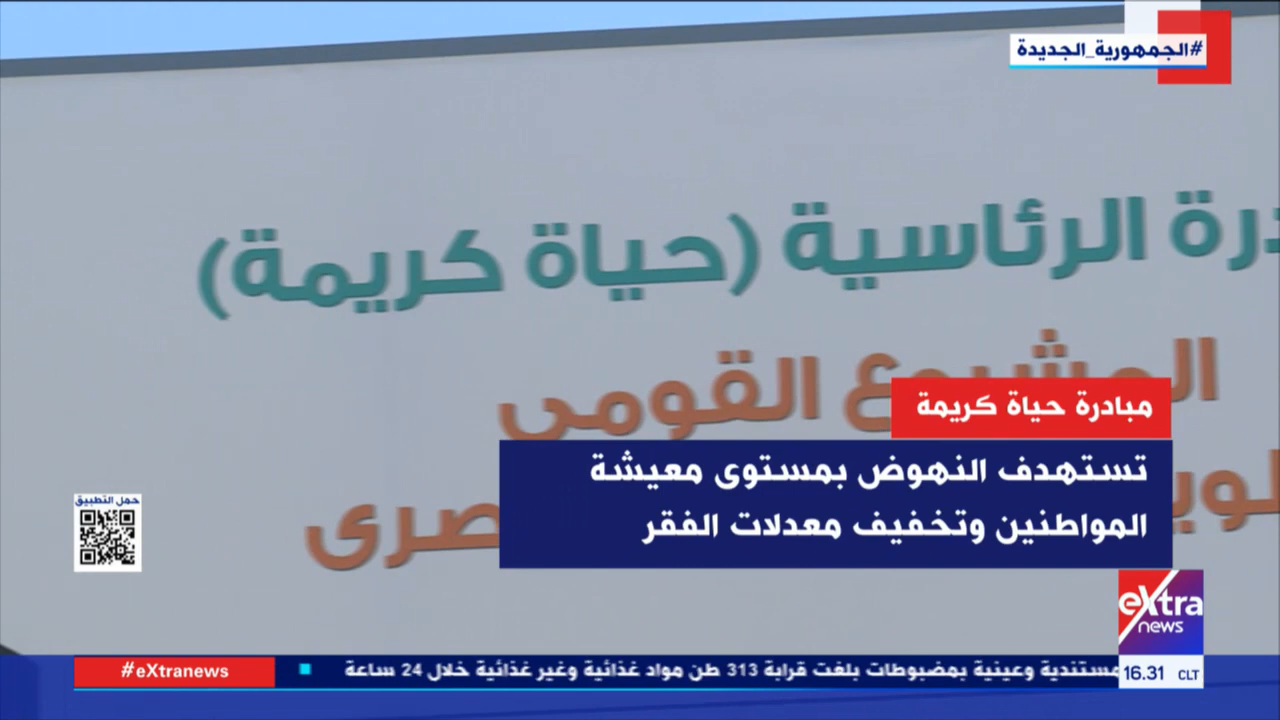 #الجمهورية_الجديدة
الرئاسية (حياة كريمة)
القومى
مبادرة حياة كريمة
تستهدف النهوض بمستوى معيشة
المواطنين وتخفيف معدلات الفقر
حمل التطبيق
eXtra
news
#eXtranews
مستندية وعينية بمضبوطات بلغت قرابة 313 طن مواد غذائية وغير غذائية خلال 24 ساعة
16.31 CLT